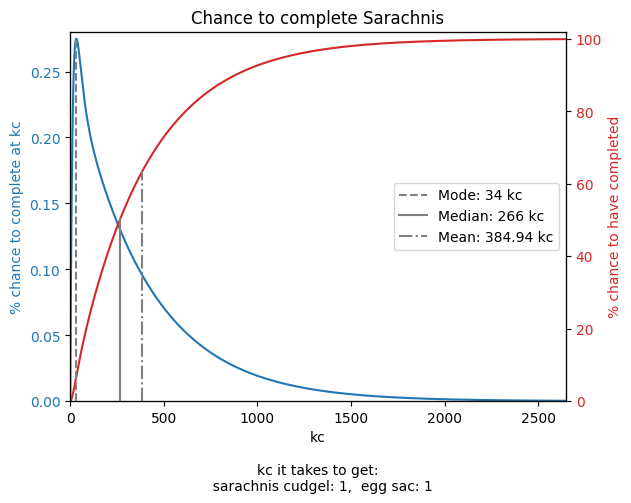 Chance to complete Sarachnis
% chance to complete at kc
0.25
0.20
0.15
0.10
0.05
0.00
100
80
60
40
20
0
% chance to have completed
Mode: 34 kc
Median: 266 kc
Mean: 384.94 kc
0 500 1000 1500 2000 2500
kc
kc it takes to get:
sarachnis cudgel: 1,  egg sac: 1